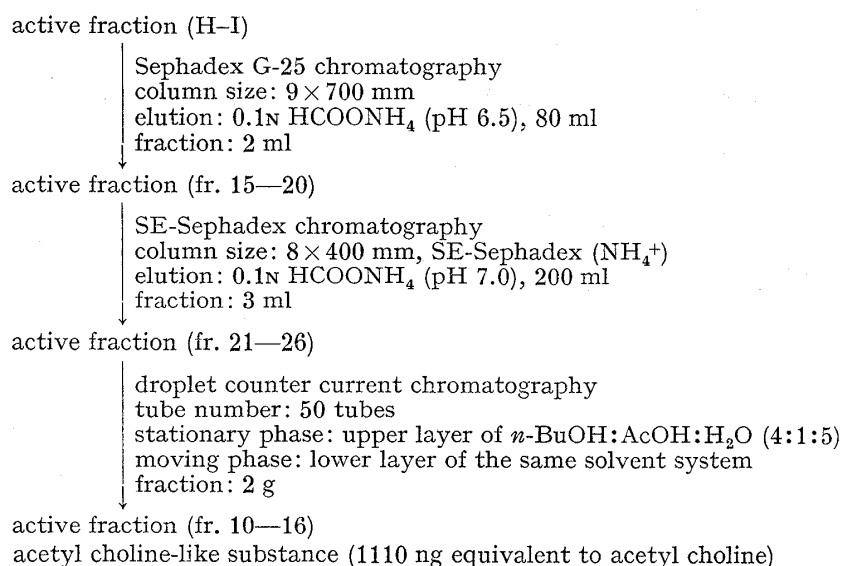 active fraction (H–I)
Sephadex G-25 chromatography
column size: 9×700 mm
elution: 0.1N HCOONH₄ (pH 6.5), 80 ml
fraction: 2 ml
active fraction (fr. 15—20)
SE-Sephadex chromatography
column size: 8×400 mm, SE-Sephadex (NH₄⁺)
elution: 0.1N HCOONH₄ (pH 7.0), 200 ml
fraction: 3 ml
active fraction (fr. 21—26)
droplet counter current chromatography
tube number: 50 tubes
stationary phase: upper layer of n-BuOH:AcOH:H₂O (4:1:5)
moving phase: lower layer of the same solvent system
fraction: 2 g
active fraction (fr. 10—16)
acetyl choline-like substance (1110 ng equivalent to acetyl choline)